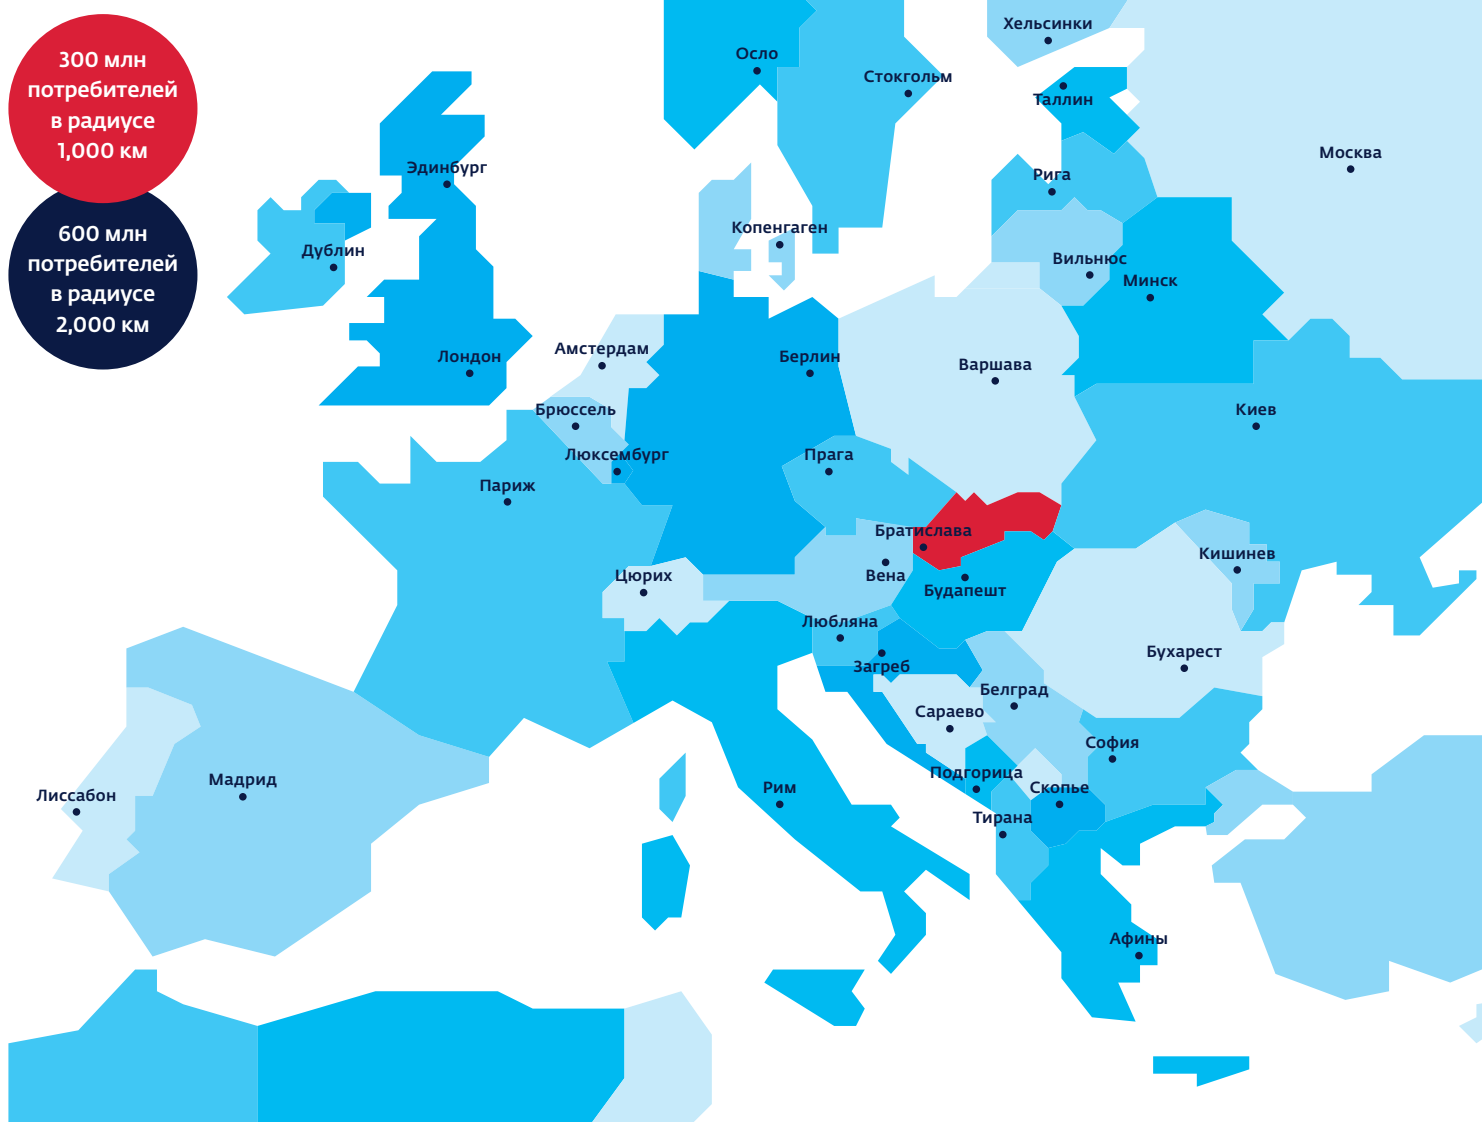 300 млн
потребителей
в радиусе
1,000 км
600 млн
потребителей
в радиусе
2,000 км
Хельсинки
Осло
Стокгольм
Таллин
Москва
Эдинбург
Рига
Копенгаген
Дублин
Вильнюс
Минск
Амстердам
Лондон
Берлин
Варшава
Брюссель
Киев
Люксембург
Прага
Париж
Братислава
Кишинев
Цюрих
Вена
Будапешт
Любляна
Загреб
Бухарест
Белград
Сараево
София
Подгорица
Мадрид
Лиссабон
Рим
Скопье
Тирана
Афины